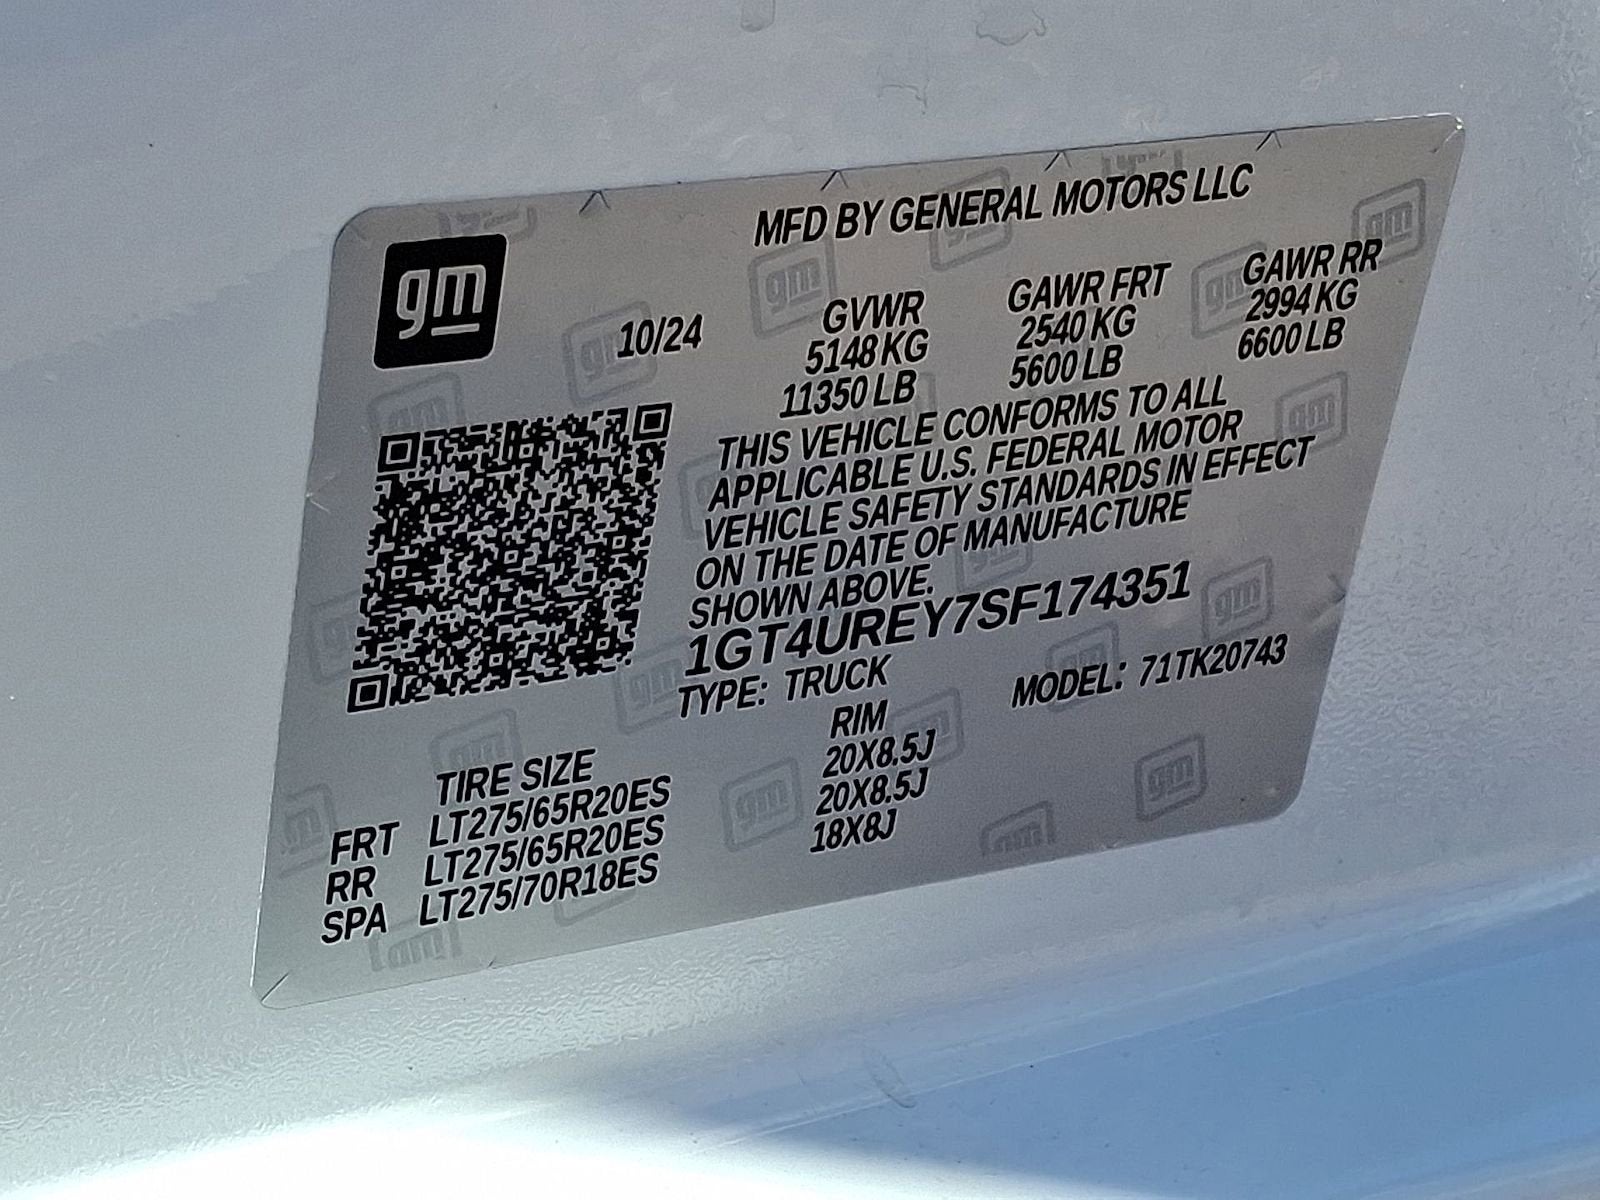 MFD BY GENERAL MOTORS LLC
gm
10/24
GVWR GAWR FRT GAWR RR
5148 KG 2540 KG 2994 KG
11350 LB 5600 LB 6600 LB
THIS VEHICLE CONFORMS TO ALL
APPLICABLE U.S. FEDERAL MOTOR
VEHICLE SAFETY STANDARDS IN EFFECT
ON THE DATE OF MANUFACTURE
SHOWN ABOVE.
1GT4UREY7SF174351
TYPE: TRUCK MODEL: 71TK20743
TIRE SIZE RIM
FRT LT275/65R20ES 20X8.5J
RR LT275/65R20ES 20X8.5J
SPA LT275/70R18ES 18X8J